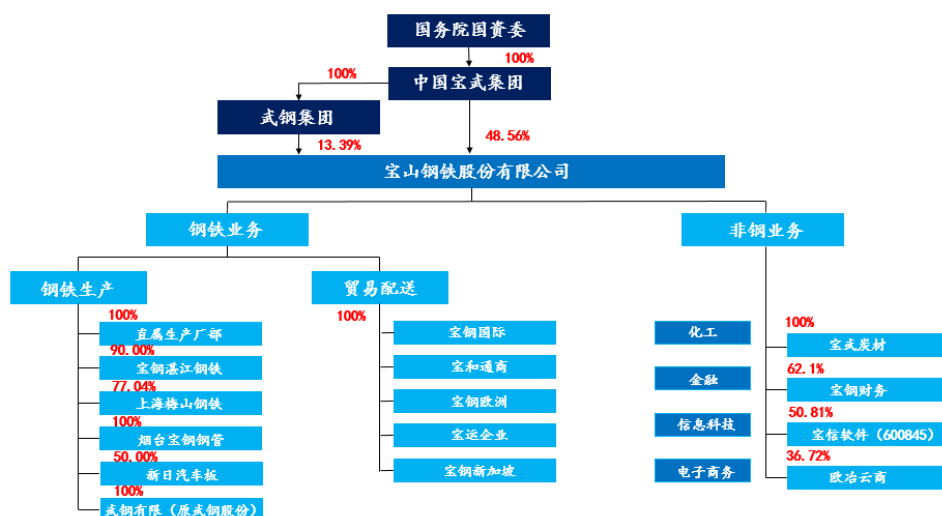 国务院国资委
100%
中国宝武集团
100%
武钢集团
13.39%
48.56%
宝山钢铁股份有限公司
钢铁业务
非钢业务
钢铁生产
贸易配送
100%
直属生产厂部
90.00%
宝钢湛江钢铁
77.04%
上海梅山钢铁
100%
烟台宝钢钢管
50.00%
新日汽车板
100%
武钢有限（原武钢股份）
100%
宝钢国际
宝和通商
宝钢欧洲
宝运企业
宝钢新加坡
化工
金融
信息科技
电子商务
100%
宝武炭材
62.1%
宝钢财务
50.81%
宝信软件（600845）
36.72%
欧冶云商